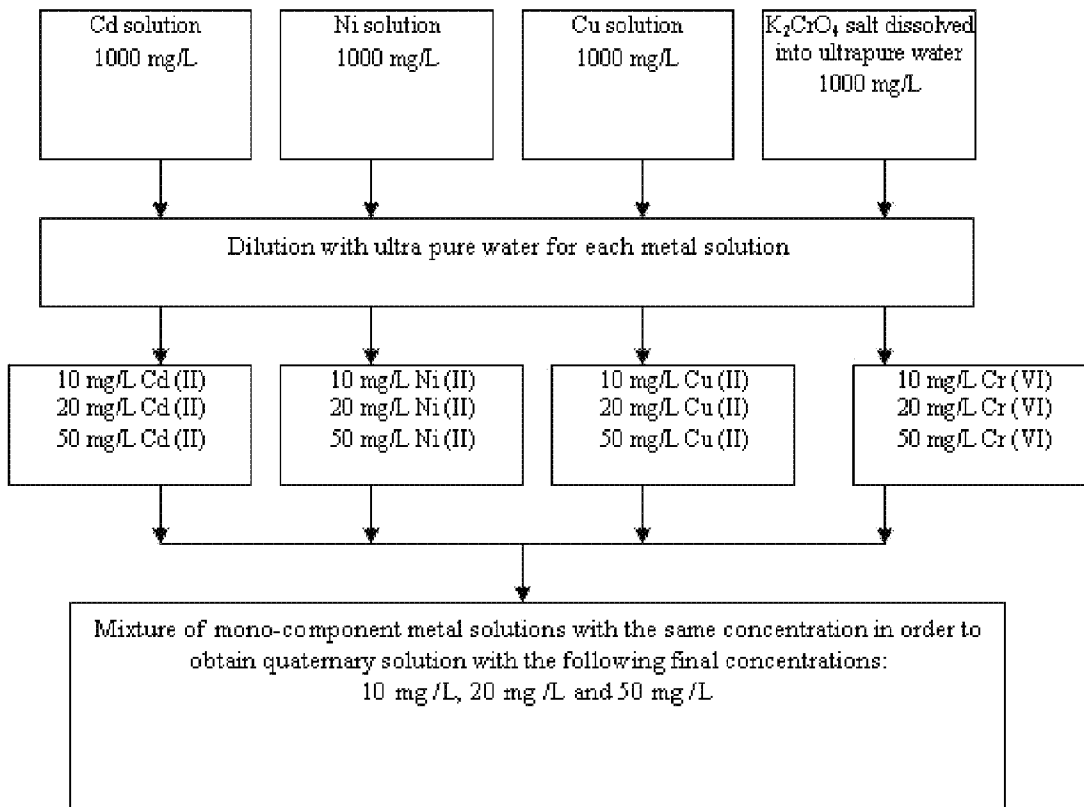 Cd solution
1000 mg/L
Ni solution
1000 mg/L
Cu solution
1000 mg/L
K₂CrO₄ salt dissolved
into ultrapure water
1000 mg/L
Dilution with ultra pure water for each metal solution
10 mg/L Cd (II)
20 mg/L Cd (II)
50 mg/L Cd (II)
10 mg/L Ni (II)
20 mg/L Ni (II)
50 mg/L Ni (II)
10 mg/L Cu (II)
20 mg/L Cu (II)
50 mg/L Cu (II)
10 mg/L Cr (VI)
20 mg/L Cr (VI)
50 mg/L Cr (VI)
Mixture of mono-component metal solutions with the same concentration in order to
obtain quaternary solution with the following final concentrations:
10 mg /L, 20 mg /L and 50 mg /L